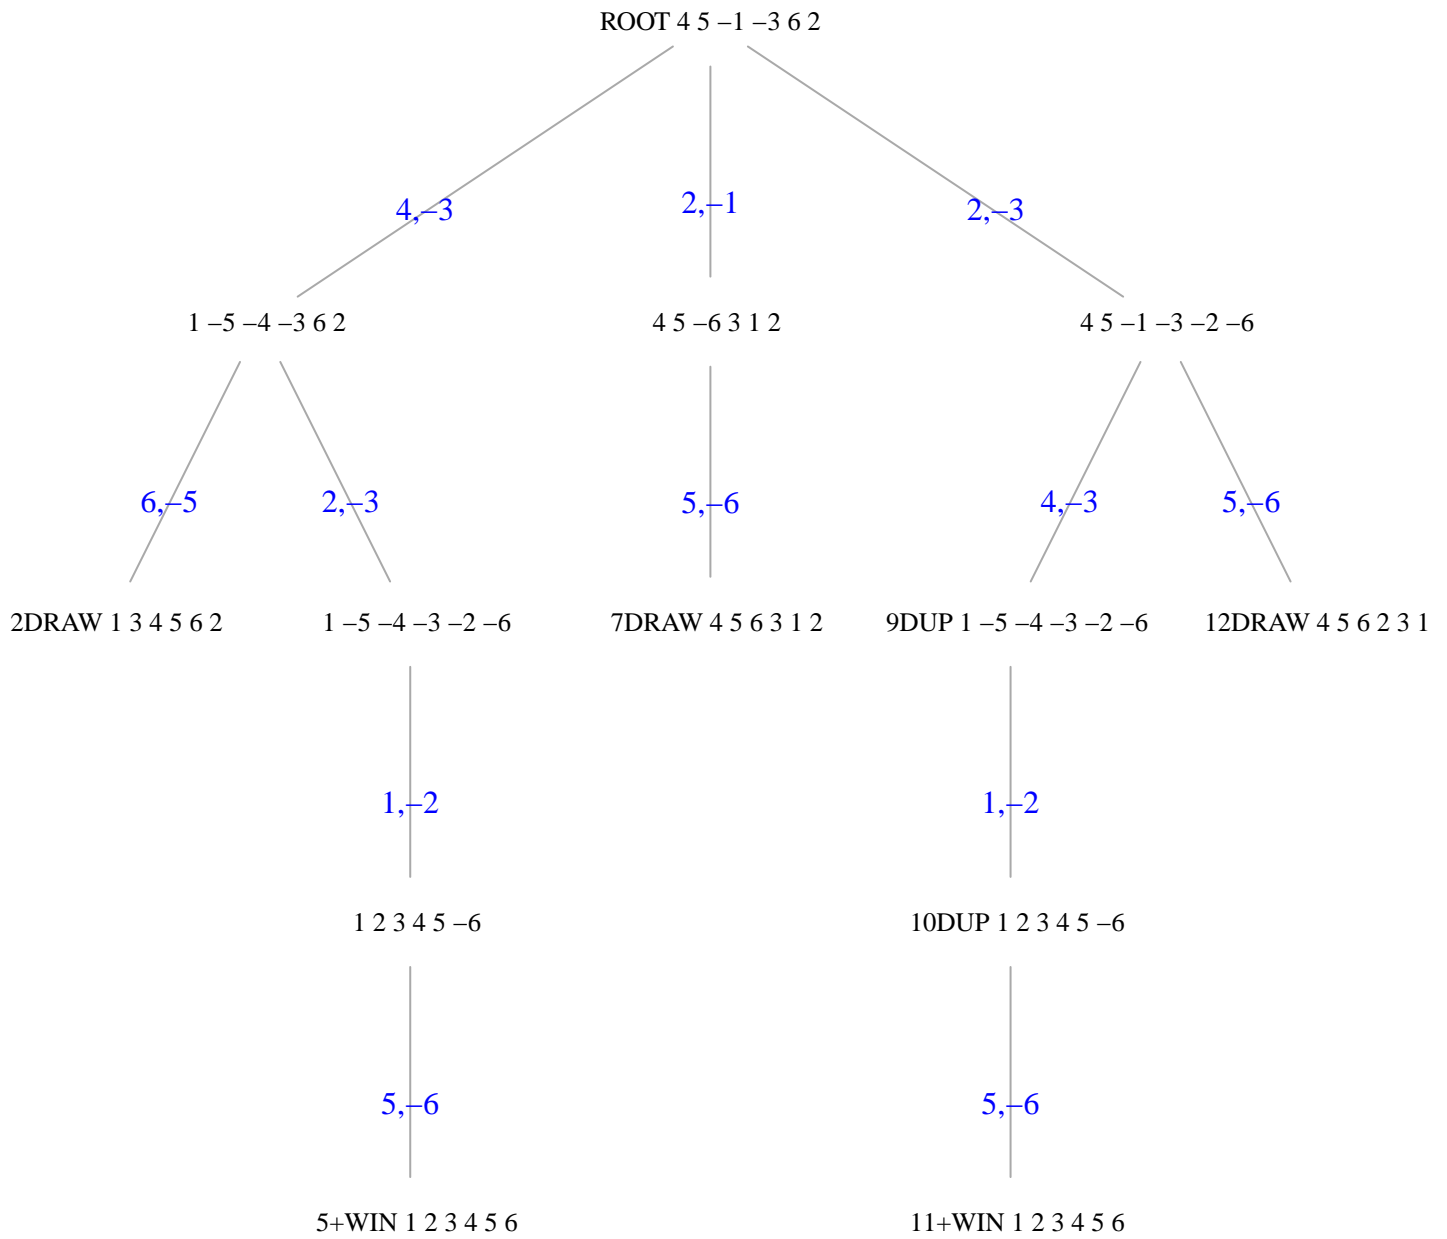 ROOT 4 5 –1 –3 6 2
4,–3
2,–1
2,–3
1 –5 –4 –3 6 2
4 5 –6 3 1 2
4 5 –1 –3 –2 –6
6,–5
2,–3
5,–6
4,–3
5,–6
2DRAW 1 3 4 5 6 2
1 –5 –4 –3 –2 –6
7DRAW 4 5 6 3 1 2
9DUP 1 –5 –4 –3 –2 –6
12DRAW 4 5 6 2 3 1
1,–2
1,–2
1 2 3 4 5 –6
10DUP 1 2 3 4 5 –6
5,–6
5,–6
5+WIN 1 2 3 4 5 6
11+WIN 1 2 3 4 5 6